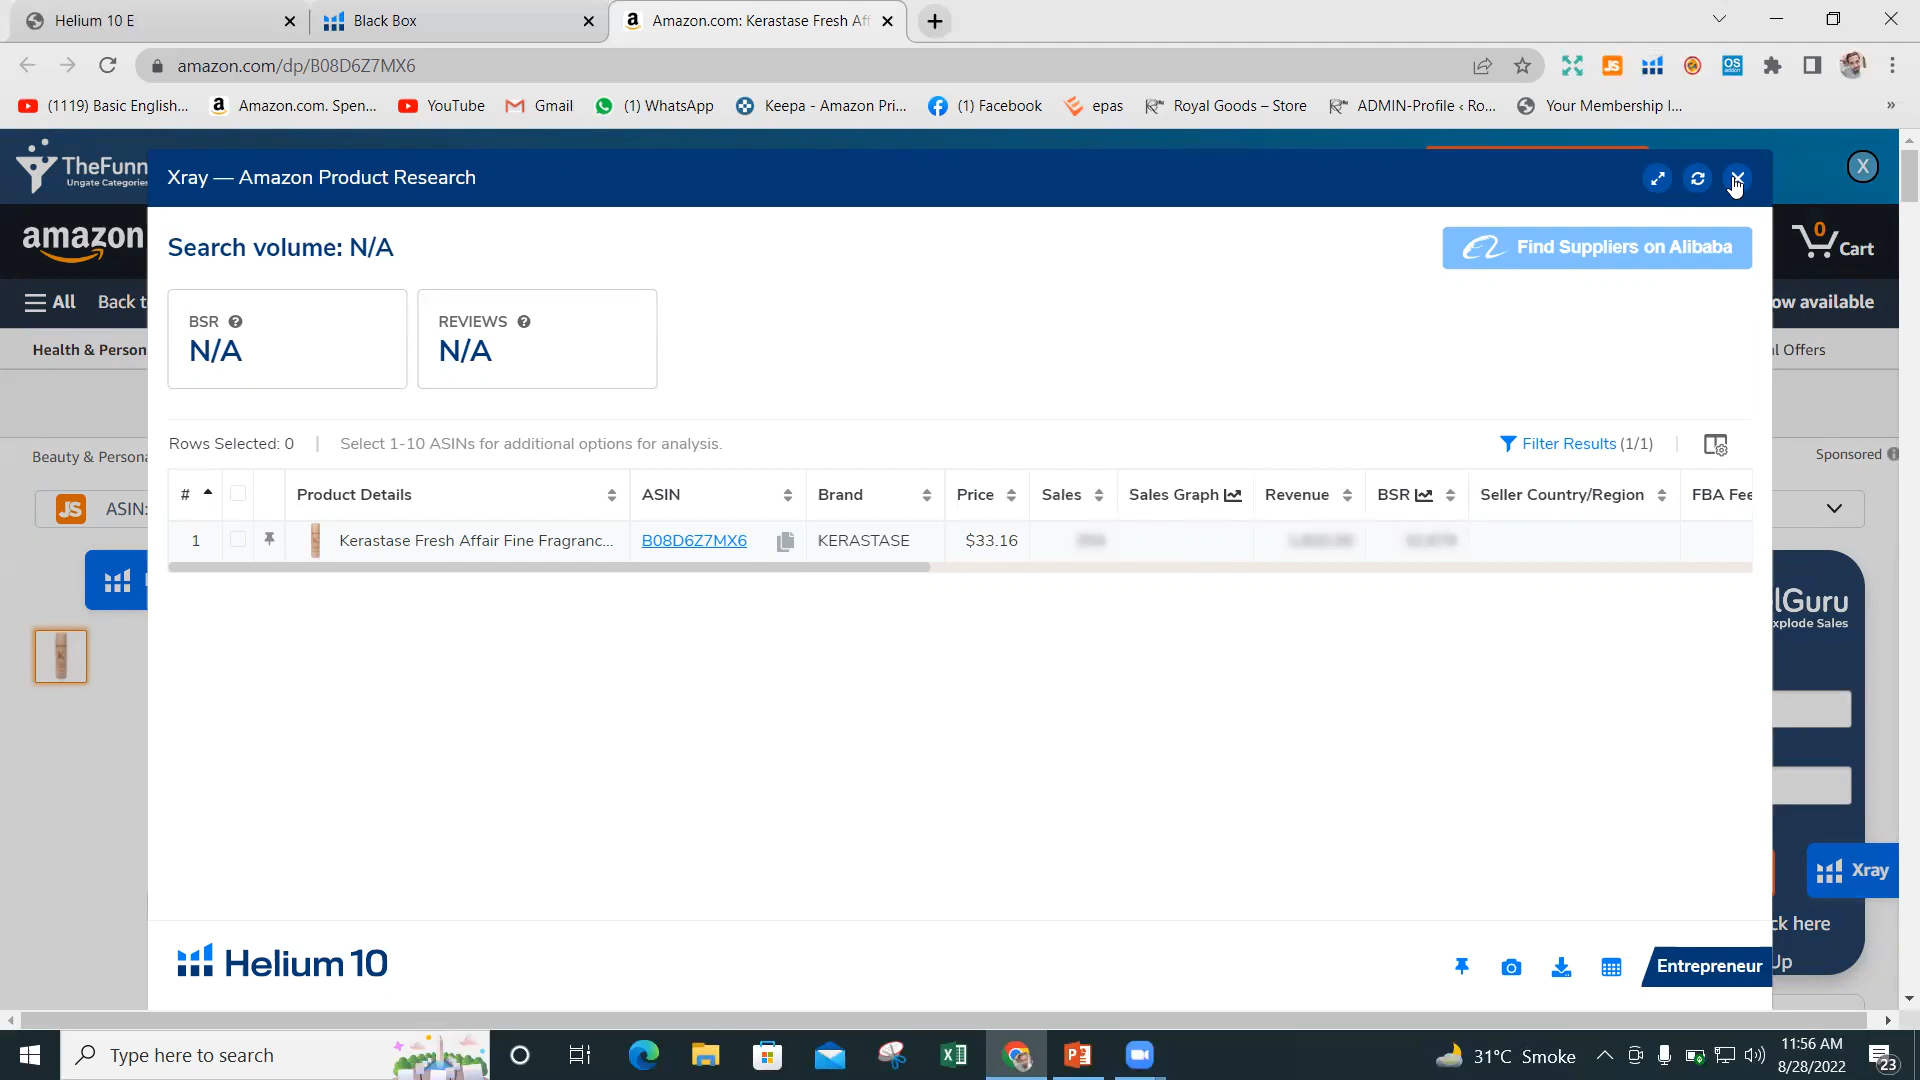 Helium 10 E
Black Box
Amazon.com: Kerastase Fresh Aff
amazon.com/dp/B08D6Z7MX6
(1119) Basic English...
Amazon.com. Spen...
YouTube
Gmail
(1) WhatsApp
Keepa - Amazon Pri...
(1) Facebook
epas
Royal Goods – Store
ADMIN-Profile ‹ Ro...
Your Membership I...
»
TheFunn
Ungate Categories
X
Xray — Amazon Product Research
amazon
0
Cart
Search volume: N/A
Find Suppliers on Alibaba
All
Back t
ow available
BSR
N/A
REVIEWS
N/A
Health & Person
l Offers
Rows Selected: 0
Select 1-10 ASINs for additional options for analysis.
Filter Results (1/1)
Beauty & Persona
Sponsored
JS
ASIN:
#
Product Details
ASIN
Brand
Price
Sales
Sales Graph
Revenue
BSR
Seller Country/Region
FBA Fee
1
Kerastase Fresh Affair Fine Fragranc...
B08D6Z7MX6
KERASTASE
$33.16
lGuru
xplode Sales
Xray
ck here
Up
Helium 10
Entrepreneur
Type here to search
31°C Smoke
11:56 AM
8/28/2022
23